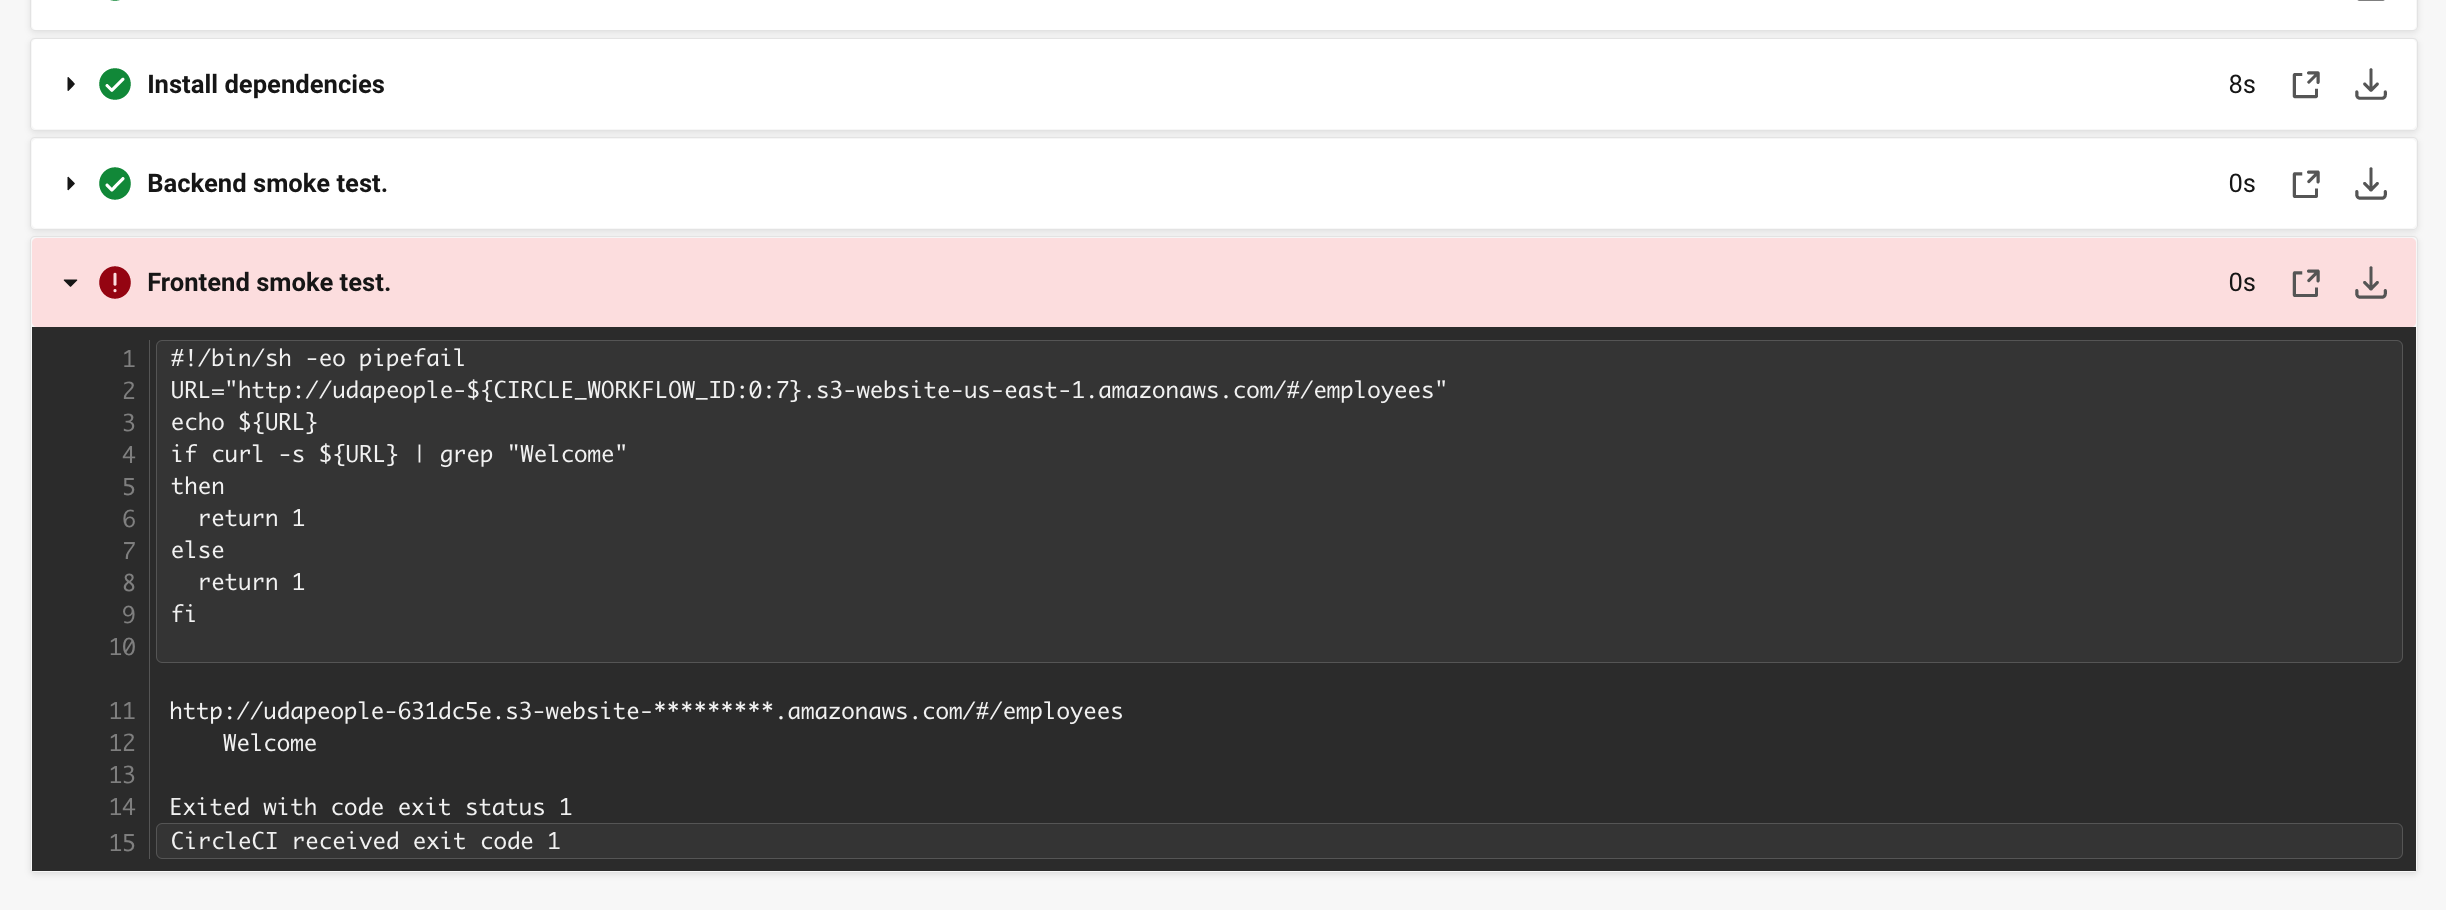 Install dependencies 8s
Backend smoke test. 0s
Frontend smoke test. 0s
1 #!/bin/sh -eo pipefail
2 URL="http://udapeople-${CIRCLE_WORKFLOW_ID:0:7}.s3-website-us-east-1.amazonaws.com/#/employees"
3 echo ${URL}
4 if curl -s ${URL} | grep "Welcome"
5 then
6   return 1
7 else
8   return 1
9 fi
10
11 http://udapeople-631dc5e.s3-website-*********.amazonaws.com/#/employees
12     Welcome
13
14 Exited with code exit status 1
15 CircleCI received exit code 1